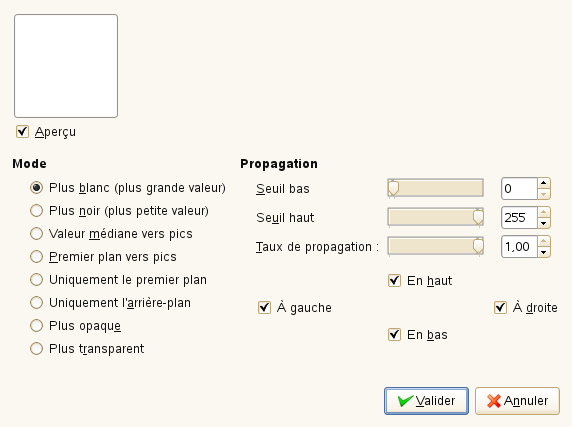 Aperçu
Mode
Plus blanc (plus grande valeur)
Plus noir (plus petite valeur)
Valeur médiane vers pics
Premier plan vers pics
Uniquement le premier plan
Uniquement l'arrière-plan
Plus opaque
Plus transparent
Propagation
Seuil bas 0
Seuil haut 255
Taux de propagation : 1,00
En haut
À gauche À droite
En bas
Valider Annuler